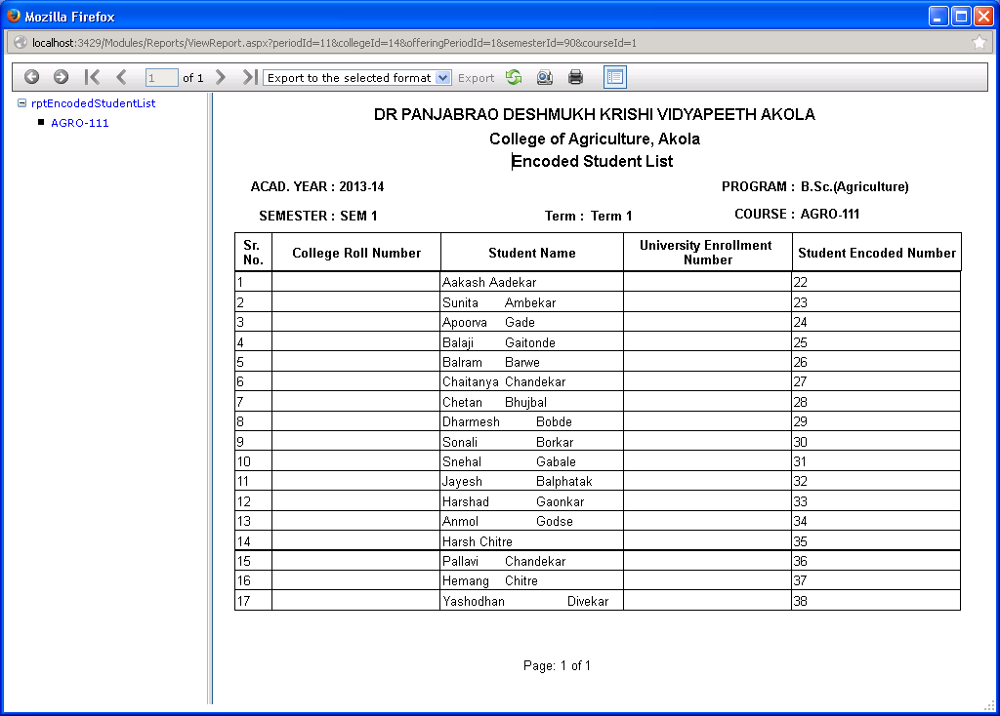 Mozilla Firefox
localhost:3429/Modules/Reports/ViewReport.aspx?periodId=11&collegeId=14&offeringPeriodId=1&semesterId=90&courseId=1
1 of 1 Export to the selected format Export
rptEncodedStudentList
AGRO-111
DR PANJABRAO DESHMUKH KRISHI VIDYAPEETH AKOLA
College of Agriculture, Akola
Encoded Student List
ACAD. YEAR : 2013-14 PROGRAM : B.Sc.(Agriculture)
SEMESTER : SEM 1 Term : Term 1 COURSE : AGRO-111
Sr. No. College Roll Number Student Name University Enrollment Number Student Encoded Number
1 Aakash Aadekar 22
2 Sunita Ambekar 23
3 Apoorva Gade 24
4 Balaji Gaitonde 25
5 Balram Barwe 26
6 Chaitanya Chandekar 27
7 Chetan Bhujbal 28
8 Dharmesh Bobde 29
9 Sonali Borkar 30
10 Snehal Gabale 31
11 Jayesh Balphatak 32
12 Harshad Gaonkar 33
13 Anmol Godse 34
14 Harsh Chitre 35
15 Pallavi Chandekar 36
16 Hemang Chitre 37
17 Yashodhan Divekar 38
Page: 1 of 1